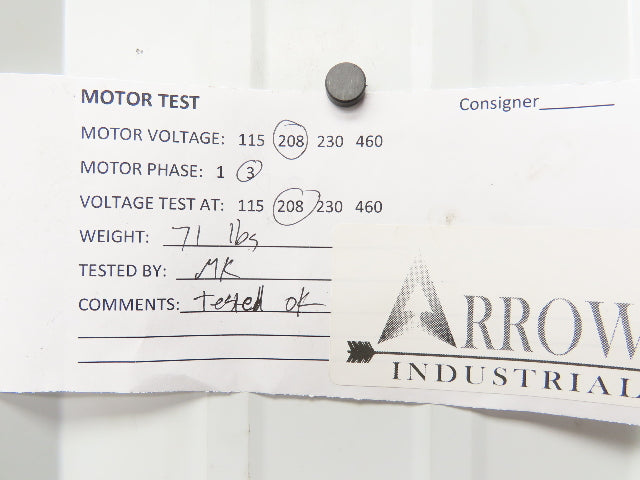 MOTOR TEST
Consigner
MOTOR VOLTAGE: 115 208 230 460
MOTOR PHASE: 1 3
VOLTAGE TEST AT: 115 208 230 460
WEIGHT: 71 lbs
TESTED BY: MK
COMMENTS: tested ok
ARROW
INDUSTRIAL